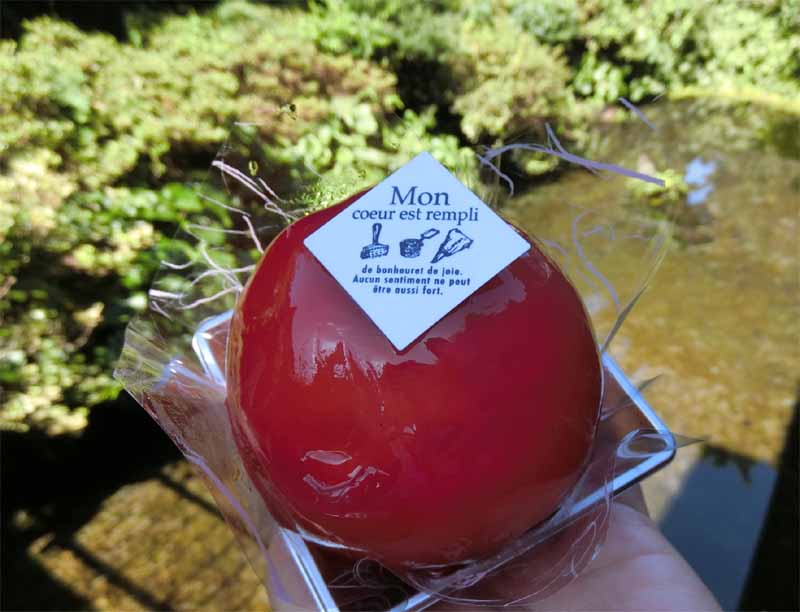 Mon
coeur est rempli
de bonheuret de joie.
Aucun sentiment ne peut
être aussi fort.